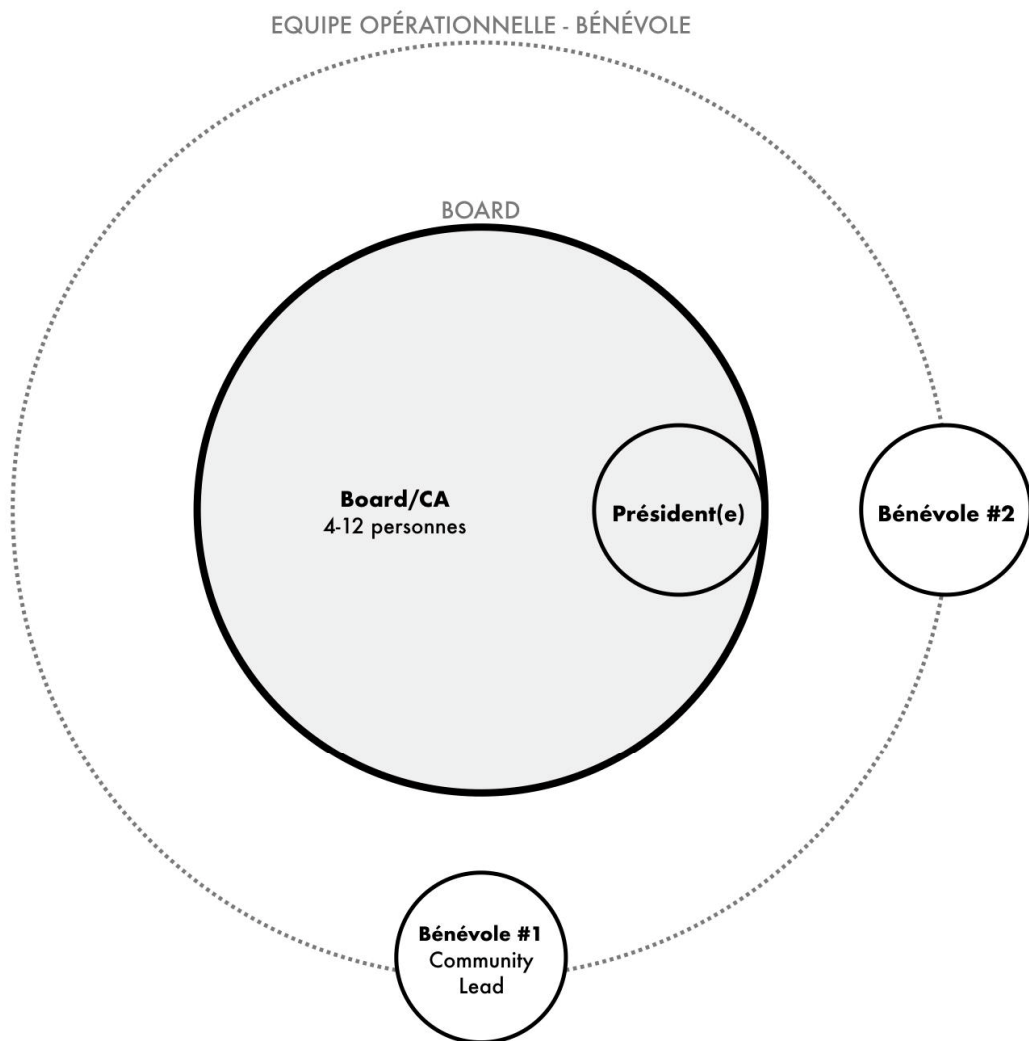 EQUIPE OPÉRATIONNELLE - BÉNÉVOLE
BOARD
Board/CA
4-12 personnes
Président(e)
Bénévole #2
Bénévole #1
Community
Lead